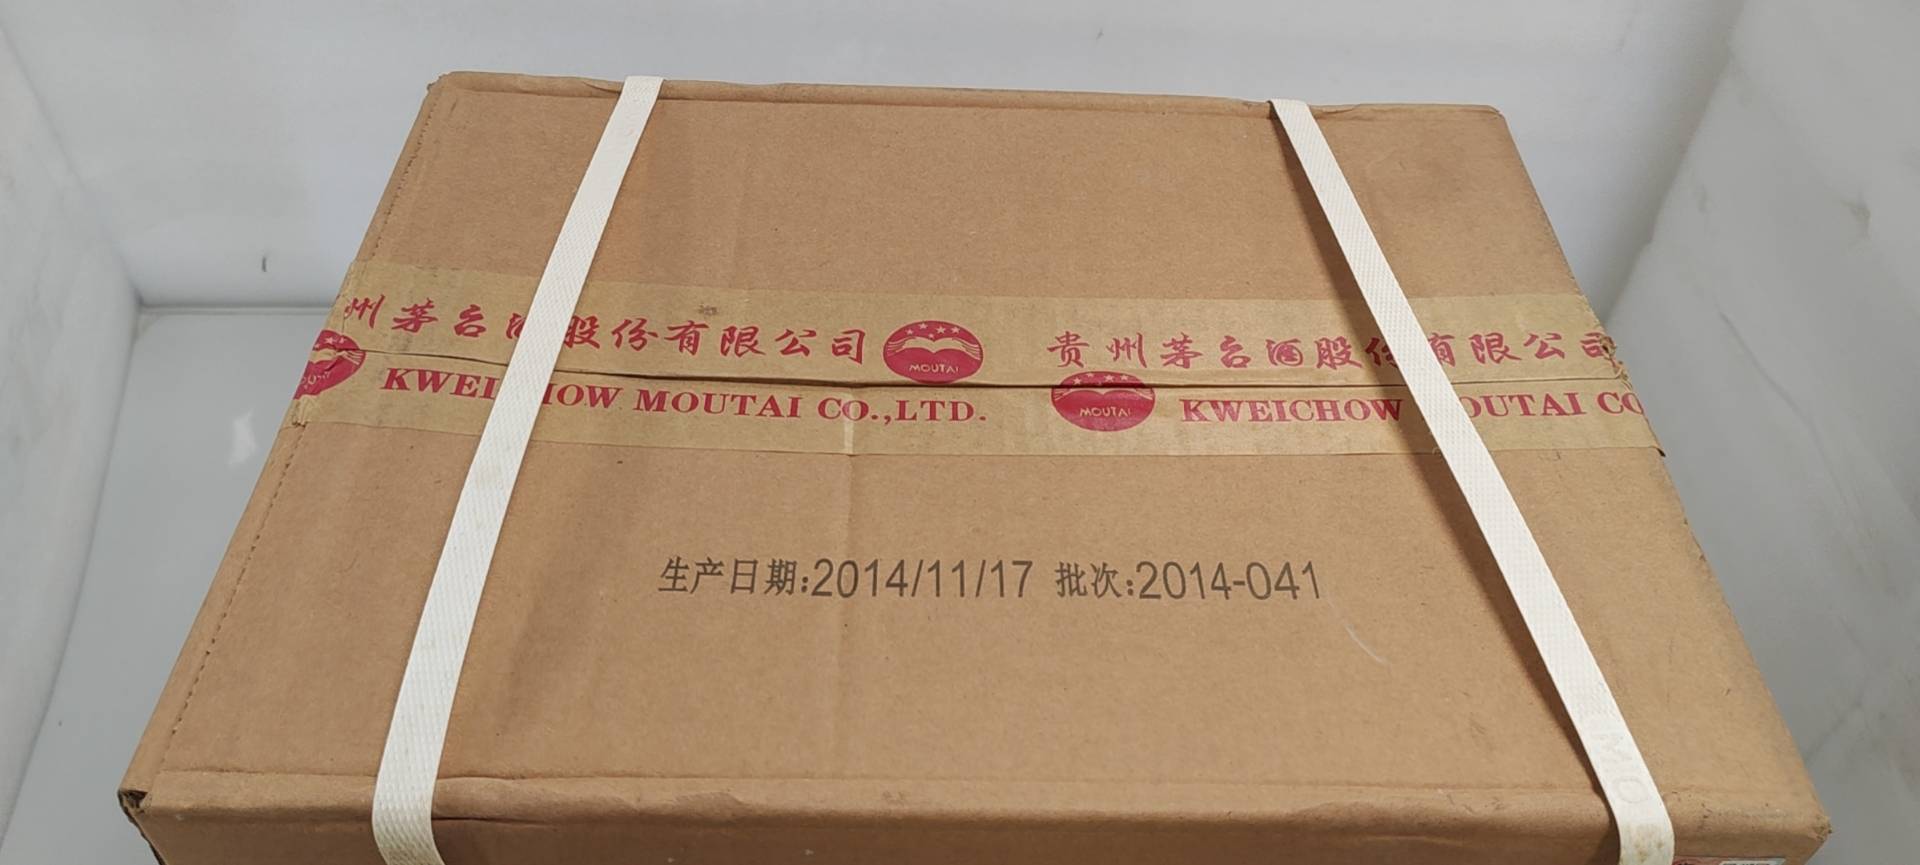 州茅台酒股份有限公司 MOUTAI 贵州茅台酒股份有限公司
KWEICHOW MOUTAI CO.,LTD. MOUTAI KWEICHOW MOUTAI CO
生产日期:2014/11/17 批次:2014-041
MO